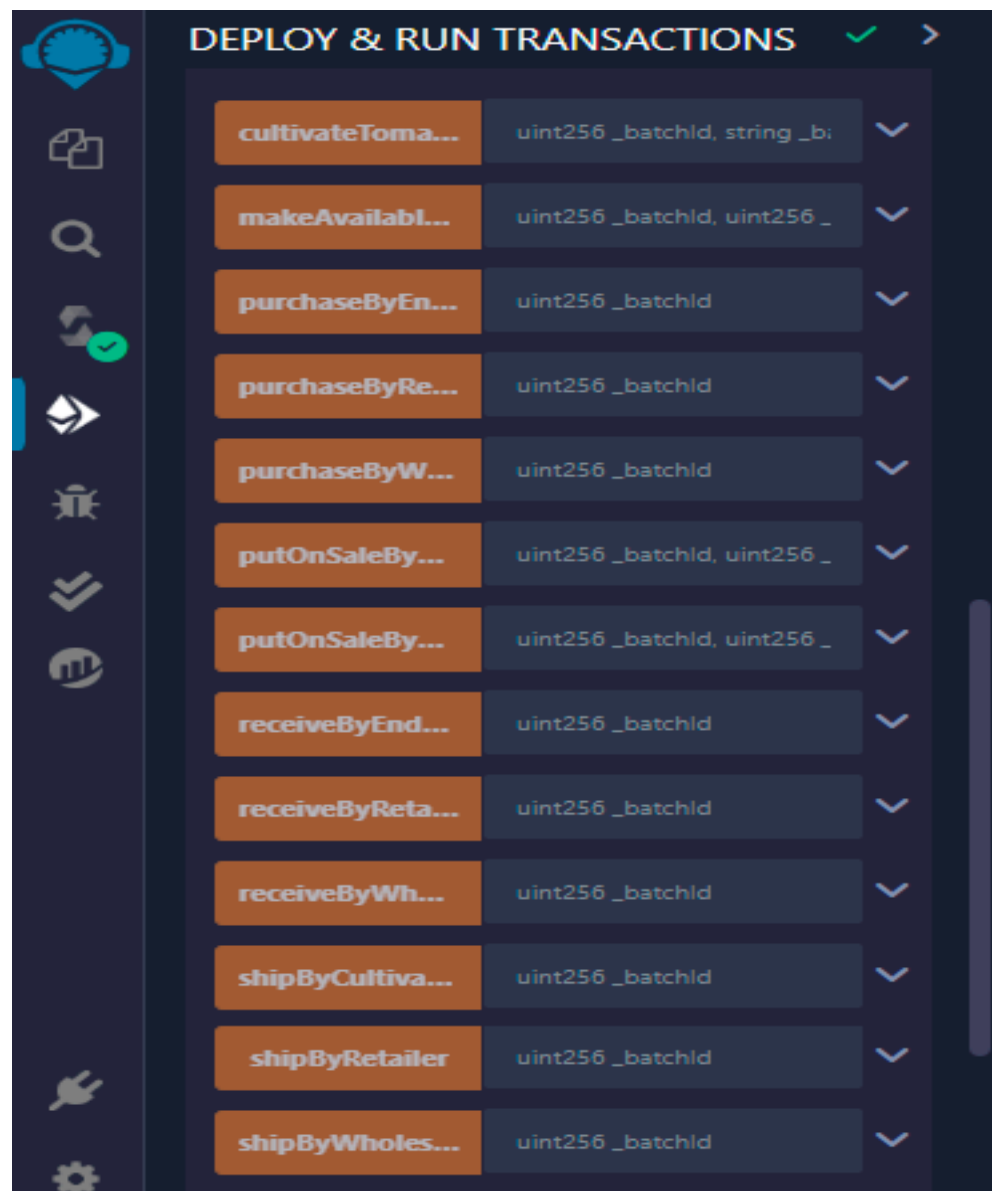 DEPLOY & RUN TRANSACTIONS
cultivateToma... uint256 _batchId, string _ba
makeAvailabl... uint256 _batchId, uint256 _
purchaseByEn... uint256 _batchId
purchaseByRe... uint256 _batchId
purchaseByW... uint256 _batchId
putOnSaleBy... uint256 _batchId, uint256 _
putOnSaleBy... uint256 _batchId, uint256 _
receiveByEnd... uint256 _batchId
receiveByReta... uint256 _batchId
receiveByWh... uint256 _batchId
shipByCultiva... uint256 _batchId
shipByRetailer uint256 _batchId
shipByWholes... uint256 _batchId